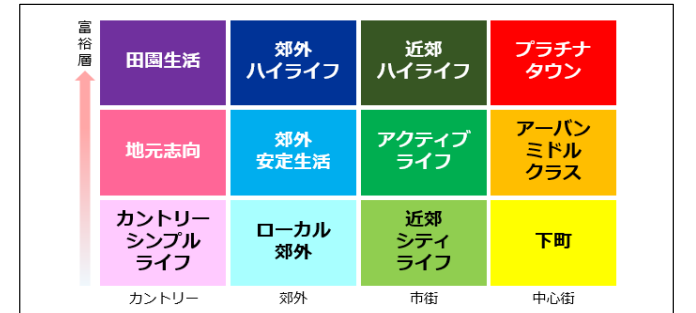 富裕層
田園生活
郊外
ハイライフ
近郊
ハイライフ
プラチナ
タウン
地元志向
郊外
安定生活
アクティブ
ライフ
アーバン
ミドル
クラス
カントリー
シンプル
ライフ
ローカル
郊外
近郊
シティ
ライフ
下町
カントリー
郊外
市街
中心街